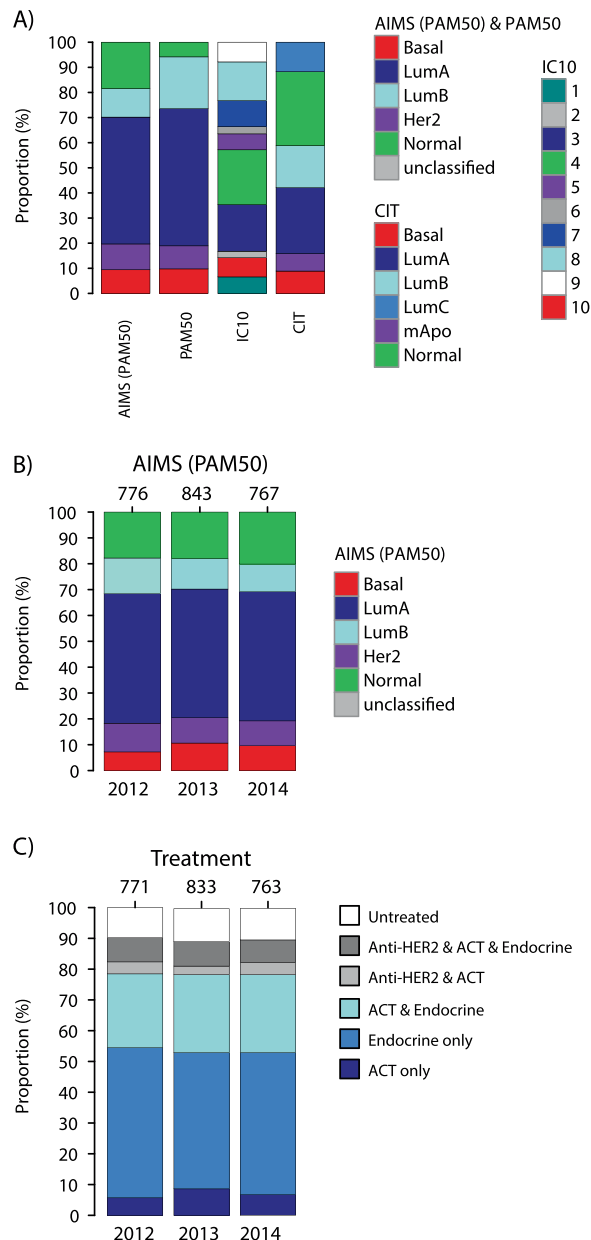 A)
100
90
80
70
60
50
40
30
20
10
0
Proportion (%)
AIMS (PAM50)
PAM50
IC10
CIT
AIMS (PAM50) & PAM50
Basal
LumA
LumB
Her2
Normal
unclassified
CIT
Basal
LumA
LumB
LumC
mApo
Normal
IC10
1
2
3
4
5
6
7
8
9
10
B)
AIMS (PAM50)
776 843 767
100
90
80
70
60
50
40
30
20
10
0
Proportion (%)
2012 2013 2014
AIMS (PAM50)
Basal
LumA
LumB
Her2
Normal
unclassified
C)
Treatment
771 833 763
100
90
80
70
60
50
40
30
20
10
0
Proportion (%)
2012 2013 2014
Untreated
Anti-HER2 & ACT & Endocrine
Anti-HER2 & ACT
ACT & Endocrine
Endocrine only
ACT only